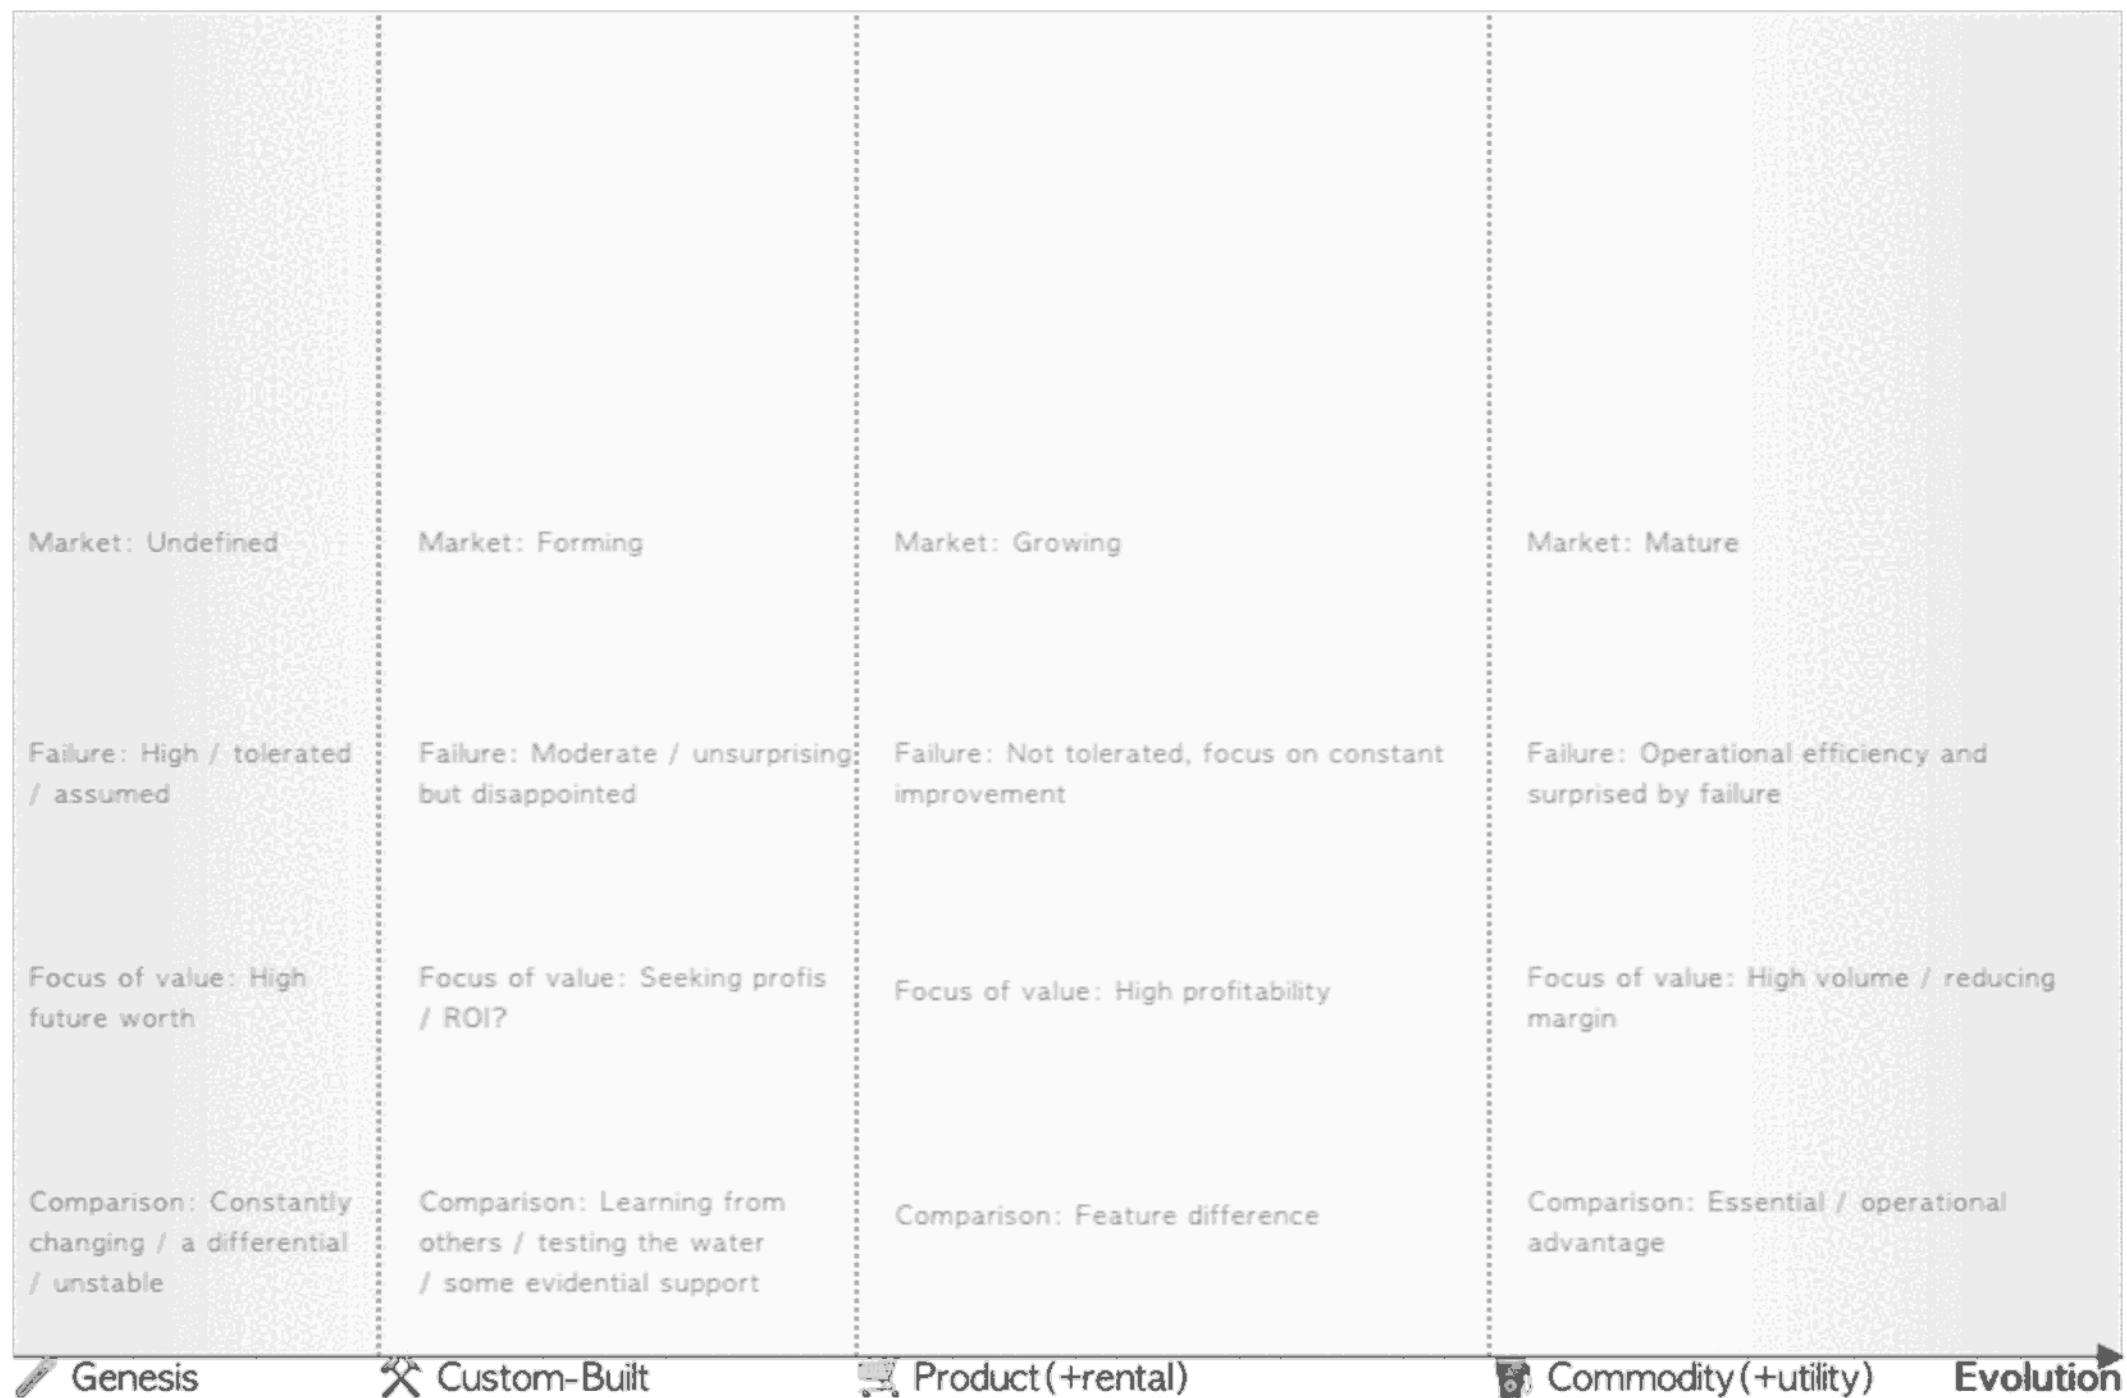 Market: Undefined
Market: Forming
Market: Growing
Market: Mature
Failure: High / tolerated
/ assumed
Failure: Moderate / unsurprising
but disappointed
Failure: Not tolerated, focus on constant
improvement
Failure: Operational efficiency and
surprised by failure
Focus of value: High
future worth
Focus of value: Seeking profis
/ ROI?
Focus of value: High profitability
Focus of value: High volume / reducing
margin
Comparison: Constantly
changing / a differential
/ unstable
Comparison: Learning from
others / testing the water
/ some evidential support
Comparison: Feature difference
Comparison: Essential / operational
advantage
Genesis
Custom-Built
Product(+rental)
Commodity(+utility)
Evolution